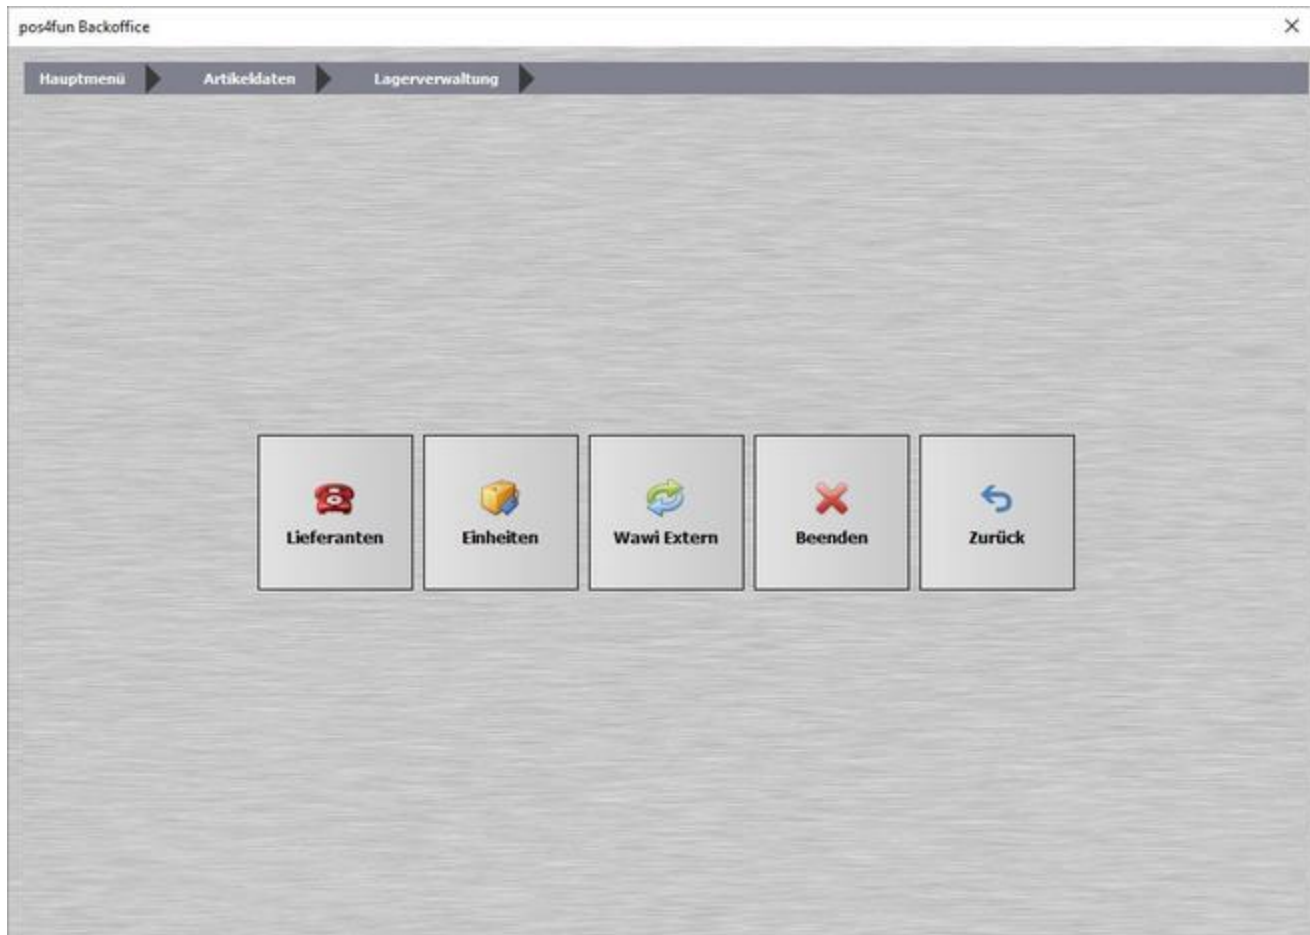 pos4fun Backoffice
Hauptmenü Artikeldaten Lagerverwaltung
Lieferanten Einheiten Wawi Extern Beenden Zurück